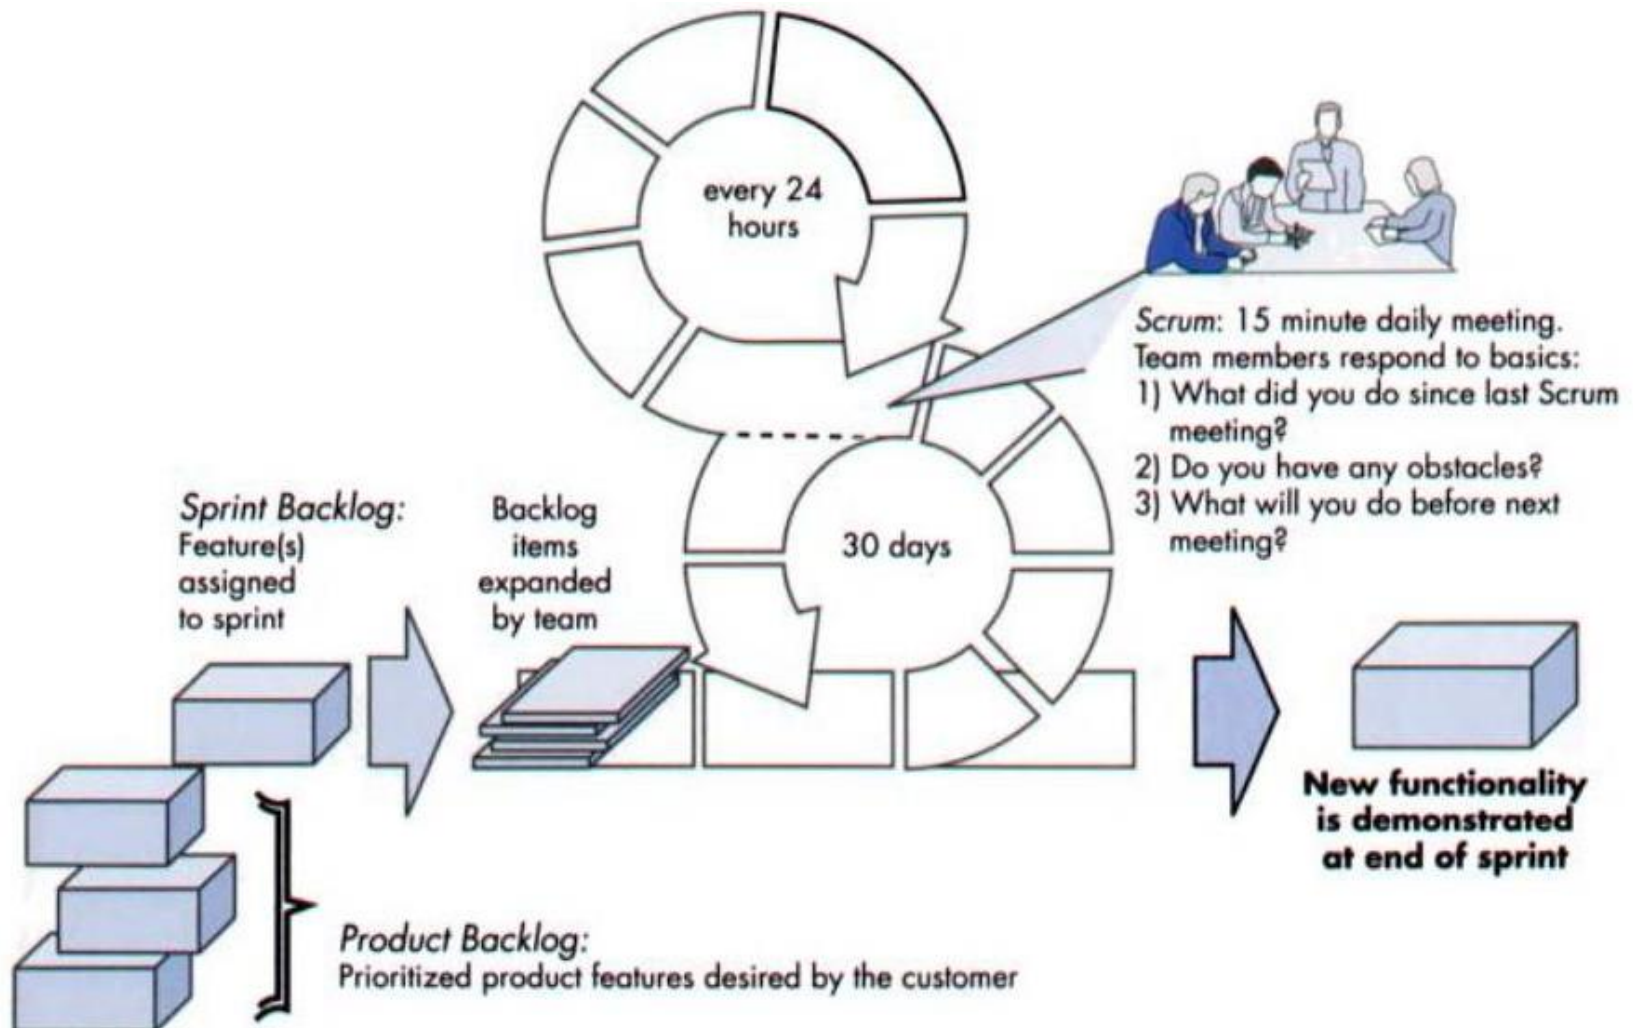 every 24
hours
Scrum: 15 minute daily meeting.
Team members respond to basics:
1) What did you do since last Scrum
meeting?
2) Do you have any obstacles?
3) What will you do before next
meeting?
Sprint Backlog:
Feature(s)
assigned
to sprint
Backlog
items
expanded
by team
30 days
New functionality
is demonstrated
at end of sprint
Product Backlog:
Prioritized product features desired by the customer